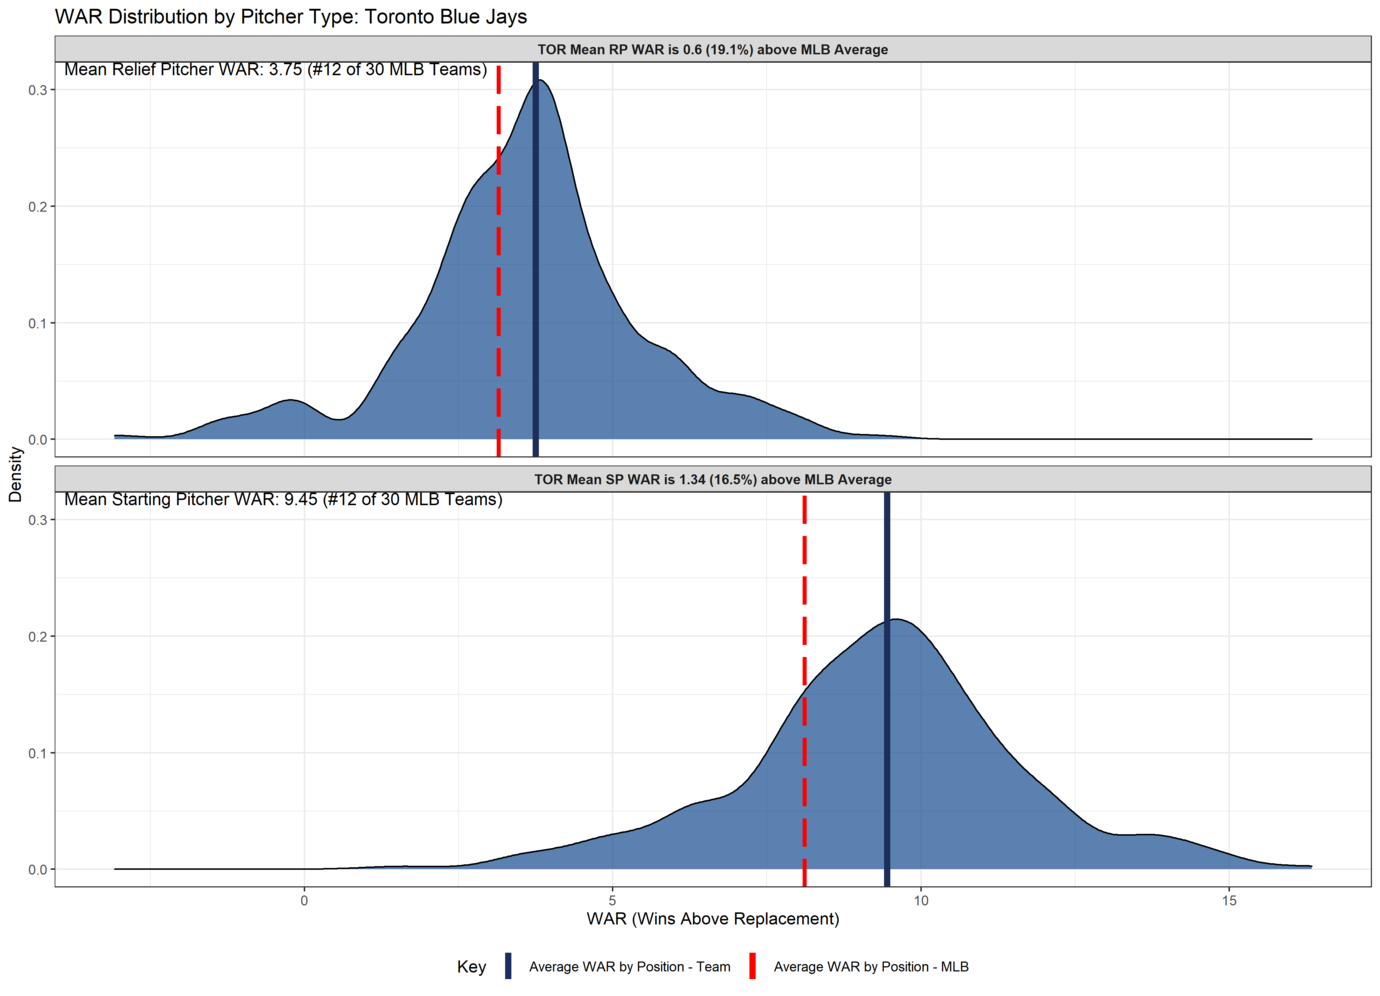 WAR Distribution by Pitcher Type: Toronto Blue Jays
TOR Mean RP WAR is 0.6 (19.1%) above MLB Average
Mean Relief Pitcher WAR: 3.75 (#12 of 30 MLB Teams)
0.3
0.2
0.1
0.0
Density
TOR Mean SP WAR is 1.34 (16.5%) above MLB Average
Mean Starting Pitcher WAR: 9.45 (#12 of 30 MLB Teams)
0.3
0.2
0.1
0.0
0 5 10 15
WAR (Wins Above Replacement)
Key Average WAR by Position - Team Average WAR by Position - MLB